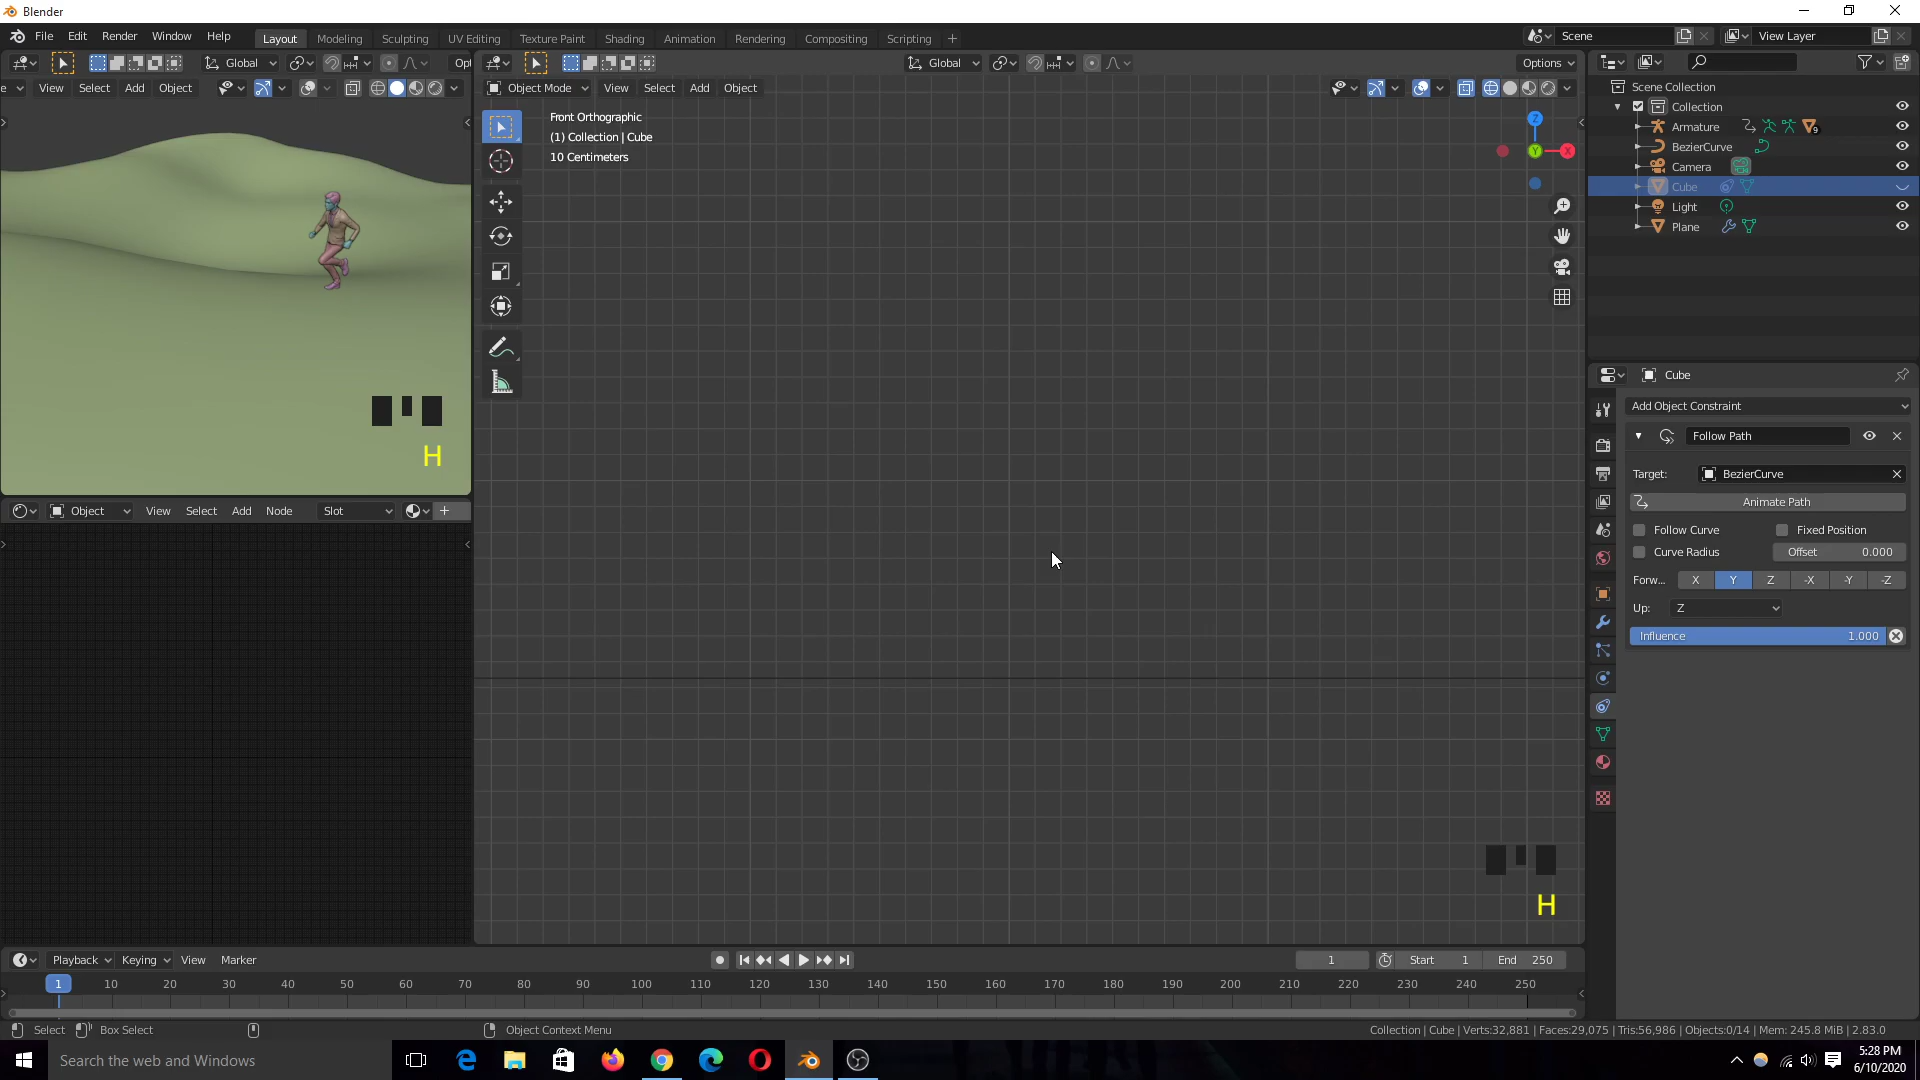 Blender
File Edit Render Window Help Layout Modeling Sculpting UV Editing Texture Paint Shading Animation Rendering Compositing Scripting Scene View Layer
Global Opt Global Options
View Select Add Object Object Mode View Select Add Object
Front Orthographic
(1) Collection | Cube
10 Centimeters
Z
Y
X
H
Scene Collection
Collection
Armature 9
BezierCurve
Camera
Cube
Light
Plane
Cube
Add Object Constraint
Follow Path
Target: BezierCurve
Animate Path
Follow Curve Fixed Position
Curve Radius Offset 0.000
Forw... X Y Z -X -Y -Z
Up: Z
Influence 1.000
Object View Select Add Node Slot
H
Playback Keying View Marker 1 Start 1 End 250
1 10 20 30 40 50 60 70 80 90 100 110 120 130 140 150 160 170 180 190 200 210 220 230 240 250
Select Box Select Object Context Menu Collection | Cube | Verts:32,881 | Faces:29,075 | Tris:56,986 | Objects:0/14 | Mem: 245.8 MiB | 2.83.0
Search the web and Windows
5:28 PM
6/10/2020